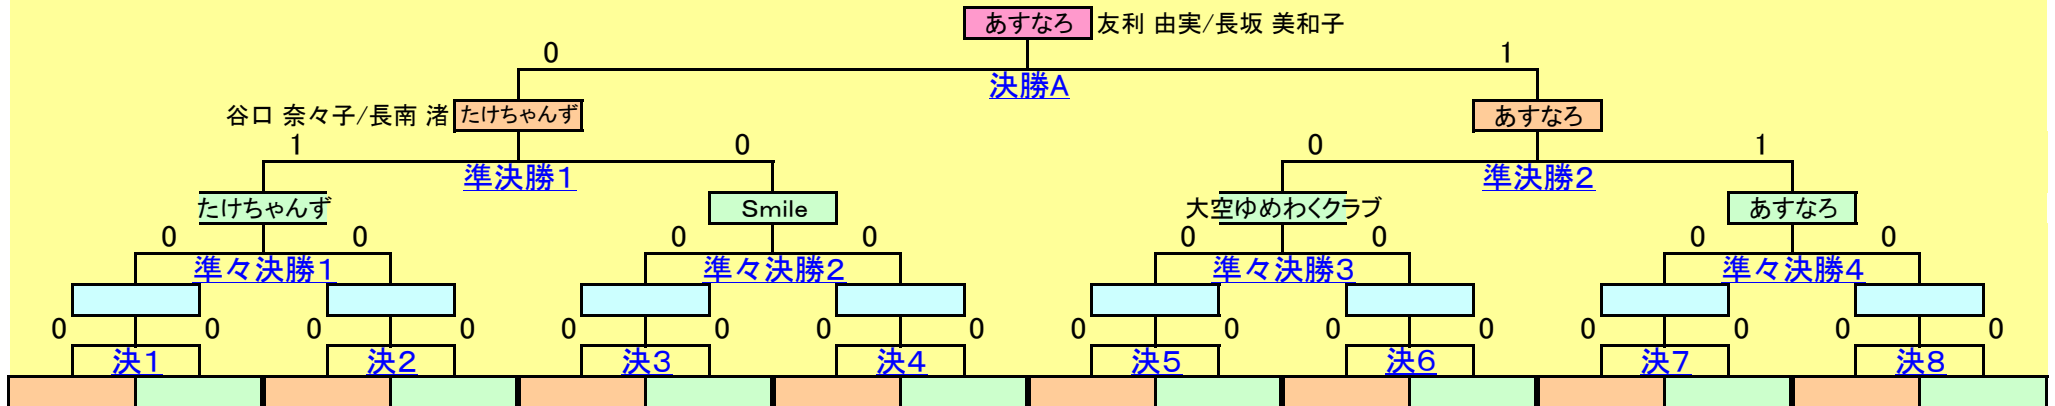 あすなろ 友利 由実/長坂 美和子
0 1
決勝A
谷口 奈々子/長南 渚 たけちゃんず あすなろ
1 0 0 1
準決勝1 準決勝2
たけちゃんず Smile 大空ゆめわくクラブ あすなろ
0 0 0 0 0 0 0 0
準々決勝1 準々決勝2 準々決勝3 準々決勝4
0 0 0 0 0 0 0 0 0 0 0 0 0 0 0 0
決1 決2 決3 決4 決5 決6 決7 決8